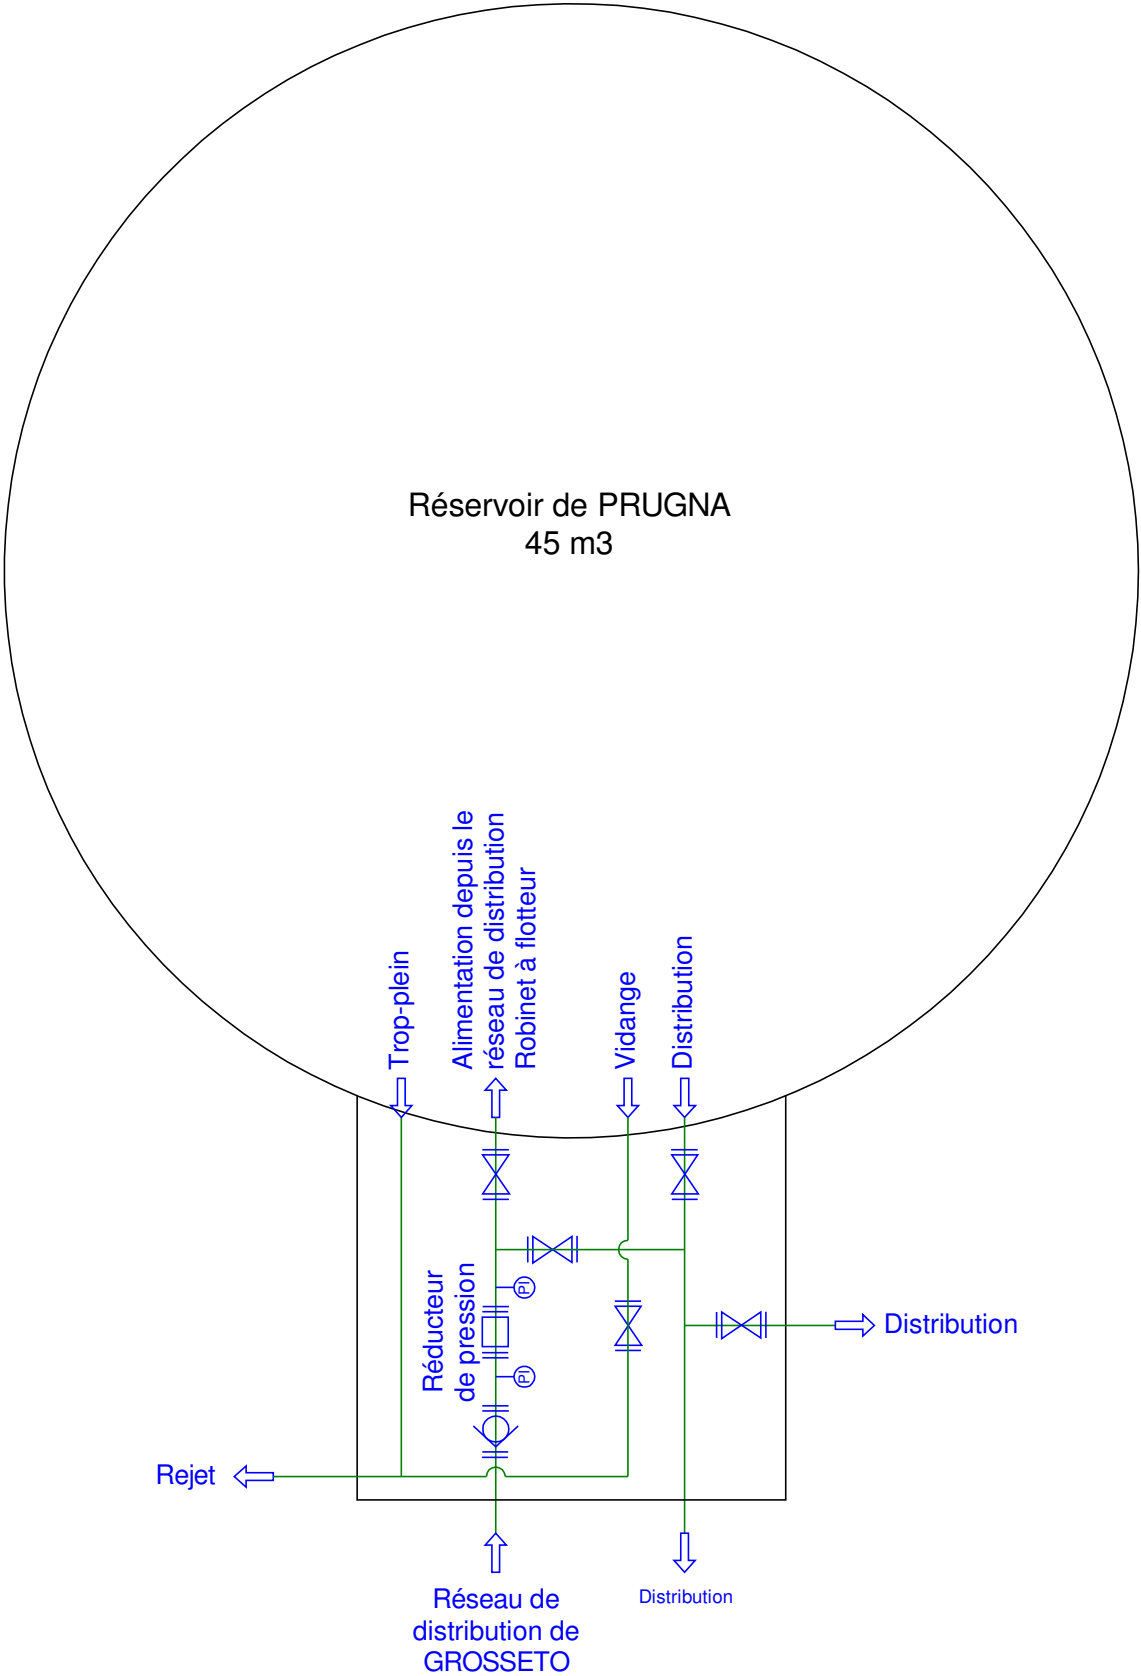 Réservoir de PRUGNA
45 m3
Trop-plein
Alimentation depuis le
réseau de distribution
Robinet à flotteur
Vidange
Distribution
Réducteur
de pression
PI
PI
Distribution
Rejet
Réseau de
distribution de
GROSSETO
Distribution